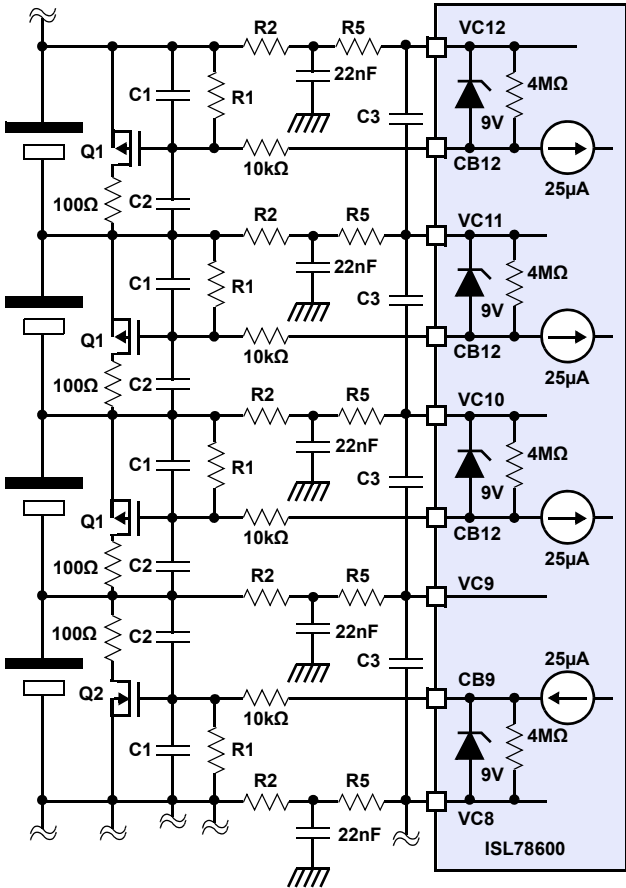 R2 R5 VC12
C1 R1 22nF 4MΩ
C3 9V
Q1 10kΩ CB12
100Ω C2 25µA
R2 R5 VC11
C1 R1 22nF 4MΩ
C3 9V
Q1 10kΩ CB12
100Ω C2 25µA
R2 R5 VC10
C1 R1 22nF 4MΩ
C3 9V
Q1 10kΩ CB12
100Ω C2 25µA
R2 R5 VC9
100Ω C2 22nF
C3 25µA
Q2 CB9
10kΩ
C1 R1 4MΩ
R2 R5 9V
VC8
22nF
ISL78600